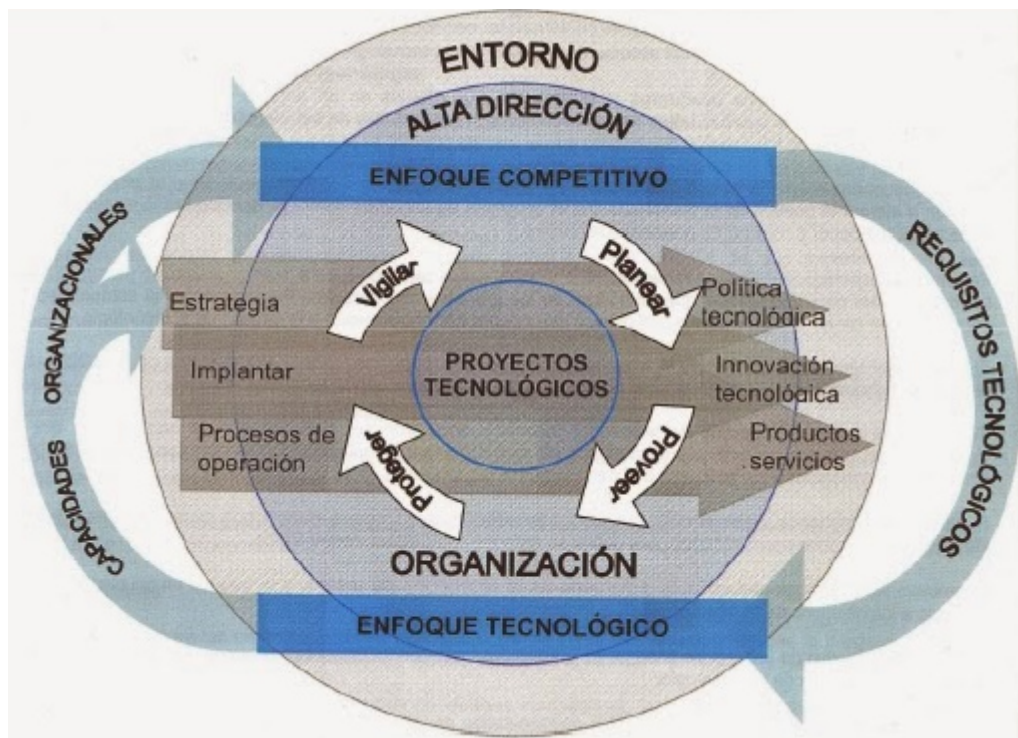 ENTORNO
ALTA DIRECCIÓN
ENFOQUE COMPETITIVO
CAPACIDADES ORGANIZACIONALES
REQUISITOS TECNOLÓGICOS
Vigilar
Planear
Estrategia
Política
tecnológica
Implantar
PROYECTOS
TECNOLÓGICOS
Innovación
tecnológica
Procesos de
operación
Productos
servicios
Proteger
Proveer
ORGANIZACIÓN
ENFOQUE TECNOLÓGICO